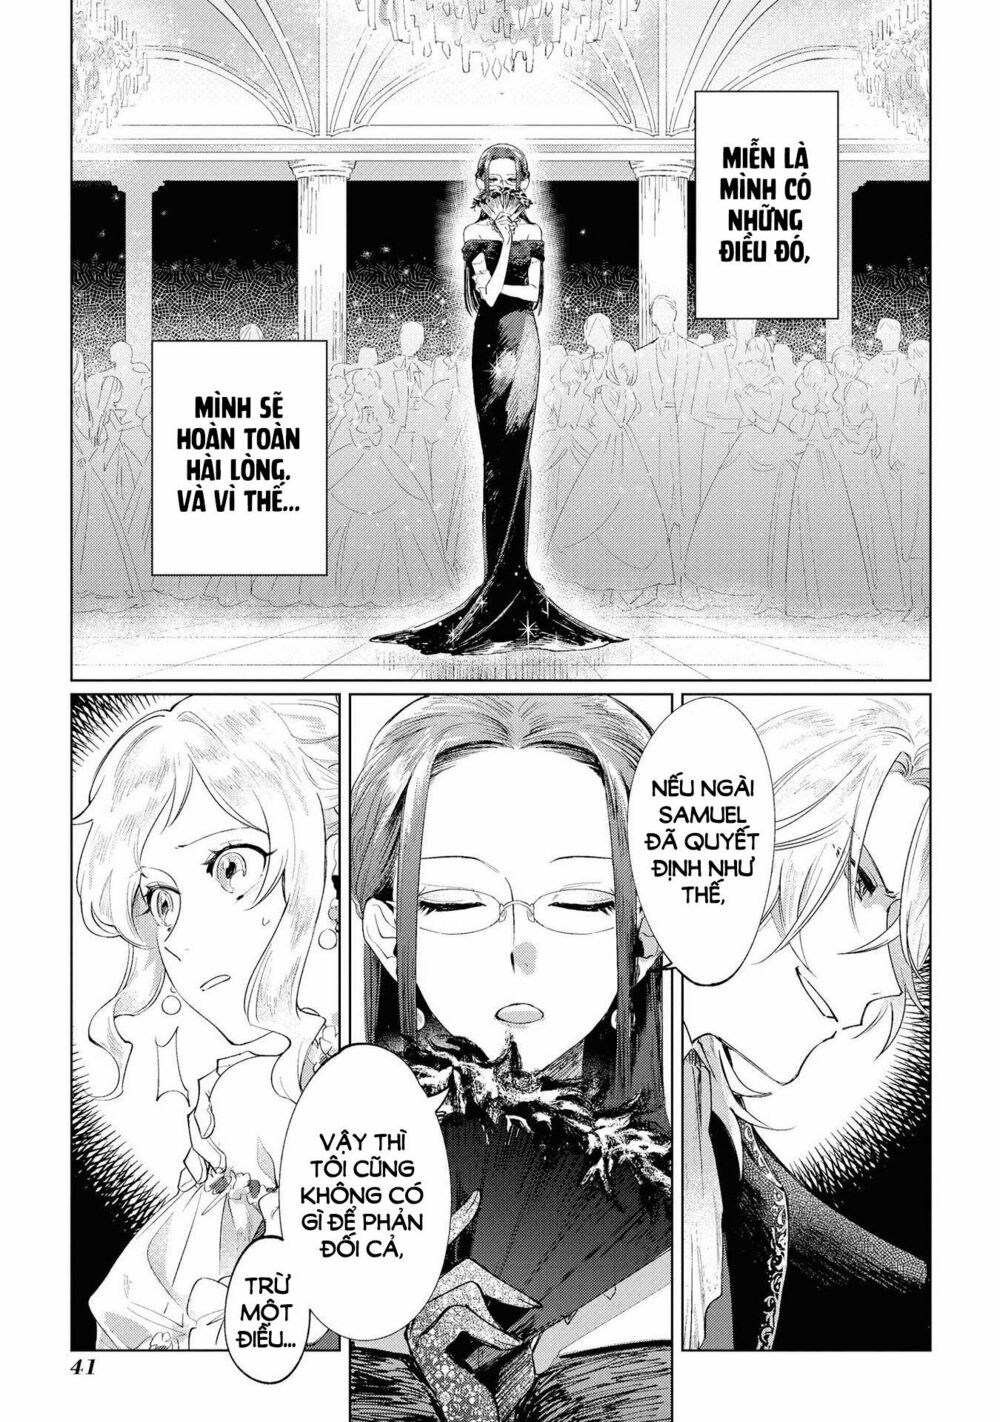 MIỄN LÀ
MÌNH CÓ
NHỮNG
ĐIỀU ĐÓ,
MÌNH SẼ
HOÀN TOÀN
HÀI LÒNG.
VÀ VÌ THẾ...
NẾU NGÀI
SAMUEL
ĐÃ QUYẾT
ĐỊNH NHƯ
THẾ,
VẬY THÌ
TÔI CŨNG
KHÔNG CÓ
GÌ ĐỂ PHẢN
ĐỐI CẢ,
TRỪ
MỘT
ĐIỀU...
41